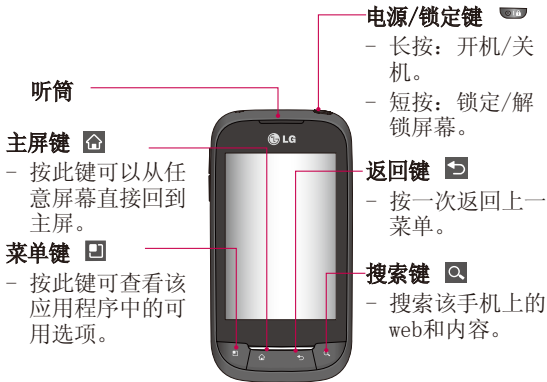 听筒
主屏键
- 按此键可以从任
意屏幕直接回到
主屏。
菜单键
- 按此键可查看该
应用程序中的可
用选项。
LG
电源/锁定键
- 长按：开机/关
机。
- 短按：锁定/解
锁屏幕。
返回键
- 按一次返回上一
菜单。
搜索键
- 搜索该手机上的
web和内容。